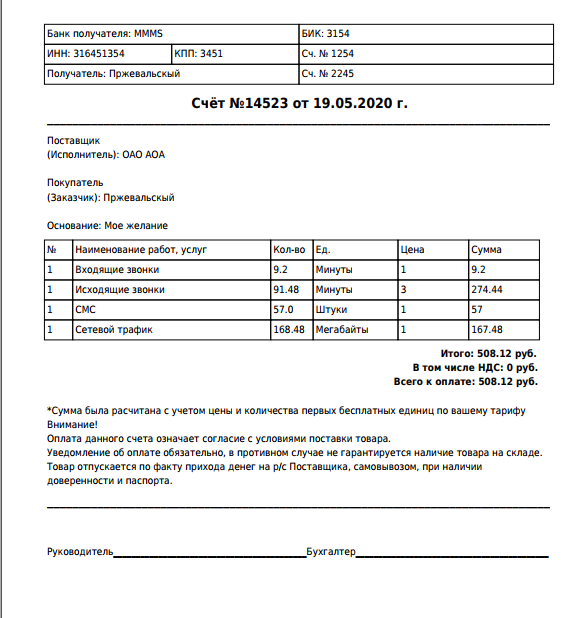 Банк получателя: MMMS БИК: 3154
ИНН: 316451354 КПП: 3451 Сч. № 1254
Получатель: Пржевальскый Сч. № 2245
Счёт №14523 от 19.05.2020 г.
Поставщик
(Исполнитель): ОАО АОА
Покупатель
(Заказчик): Пржевальскый
Основание: Мое желание
№ Наименование работ, услуг Кол-во Ед. Цена Сумма
1 Входящие звонки 9.2 Минуты 1 9.2
1 Исходящие звонки 91.48 Минуты 3 274.44
1 СМС 57.0 Штуки 1 57
1 Сетевой трафик 168.48 Мегабайты 1 167.48
Итого: 508.12 руб.
В том числе НДС: 0 руб.
Всего к оплате: 508.12 руб.
*Сумма была расчитана с учетом цены и количества первых бесплатных единиц по вашему тарифу
Внимание!
Оплата данного счета означает согласие с условиями поставки товара.
Уведомление об оплате обязательно, в противном случае не гарантируется наличие товара на складе.
Товар отпускается по факту прихода денег на р/с Поставщика, самовывозом, при наличии
доверенности и паспорта.
Руководитель Бухгалтер